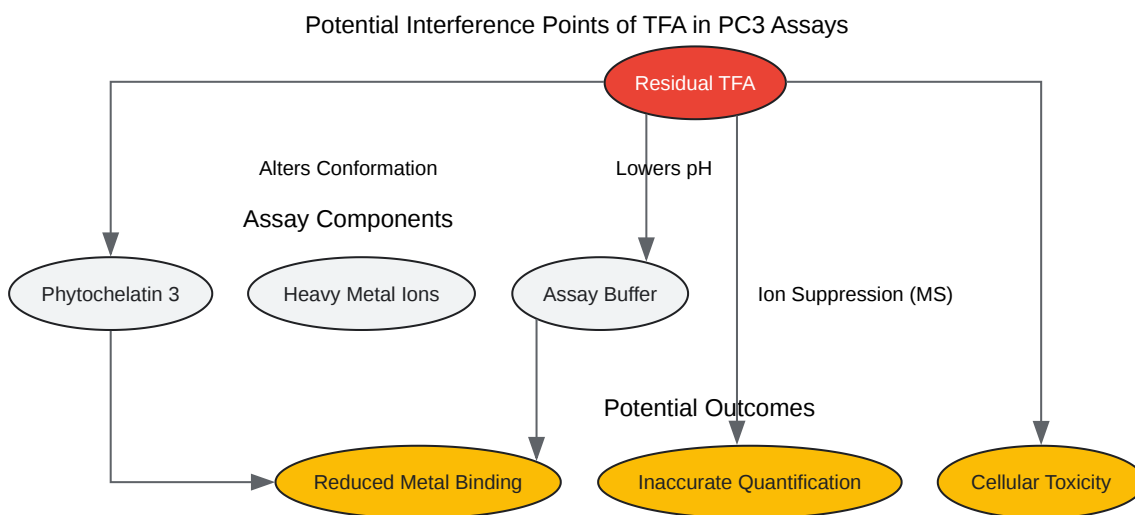 Potential Interference Points of TFA in PC3 Assays
Residual TFA
Alters Conformation
Lowers pH
Assay Components
Phytochelatin 3
Heavy Metal Ions
Assay Buffer
Ion Suppression (MS)
Potential Outcomes
Reduced Metal Binding
Inaccurate Quantification
Cellular Toxicity